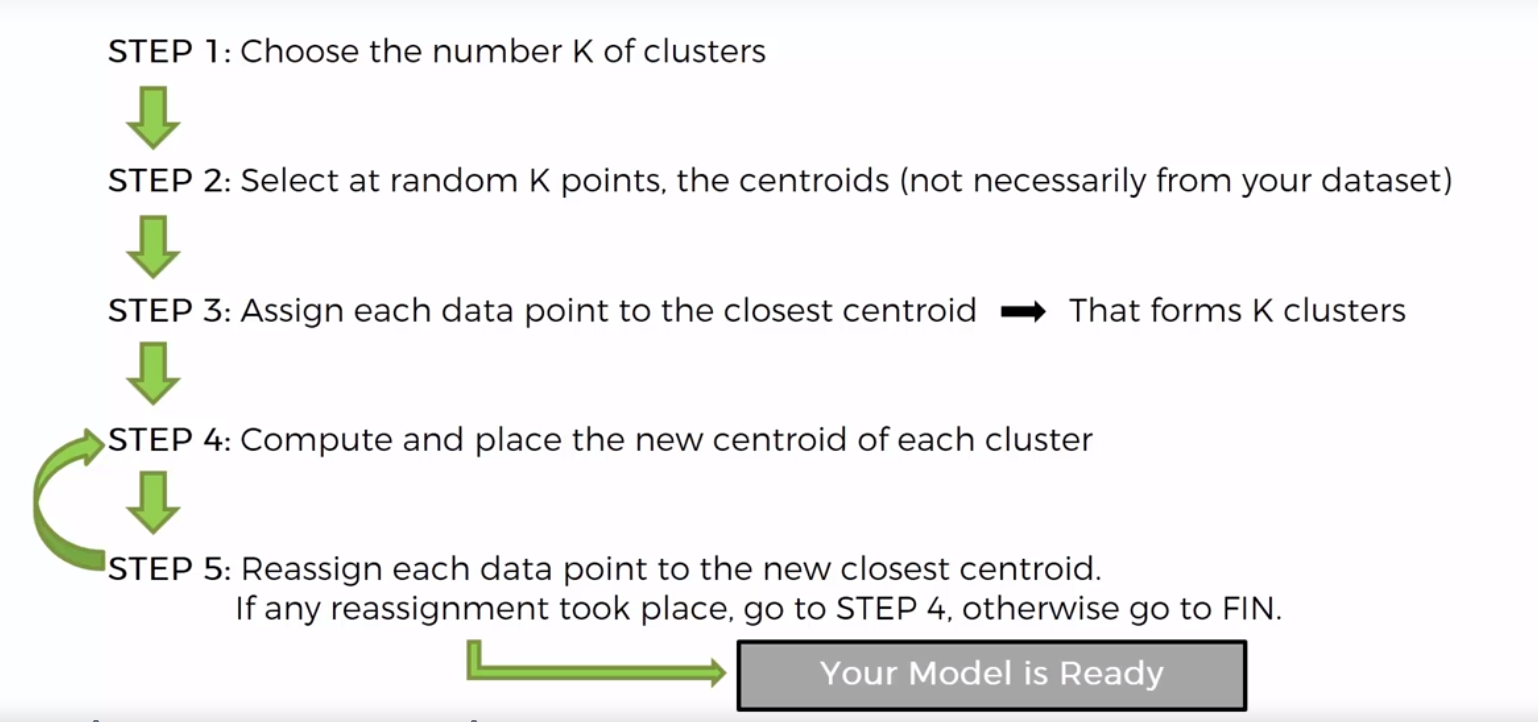 STEP 1: Choose the number K of clusters
STEP 2: Select at random K points, the centroids (not necessarily from your dataset)
STEP 3: Assign each data point to the closest centroid ➡ That forms K clusters
STEP 4: Compute and place the new centroid of each cluster
STEP 5: Reassign each data point to the new closest centroid.
If any reassignment took place, go to STEP 4, otherwise go to FIN.
Your Model is Ready